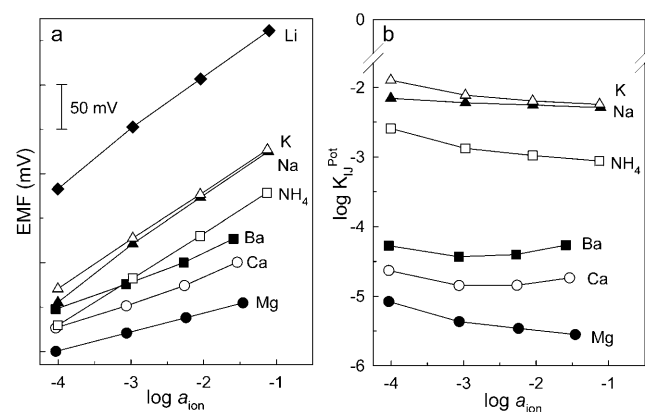 a
Li
50 mV
K
Na
NH4
Ba
Ca
Mg
EMF (mV)
-4 -3 -2 -1
log aion
b
0
-2
-3
-4
-5
-6
K
Na
NH4
Ba
Ca
Mg
log KIJPot
-4 -3 -2 -1
log aion